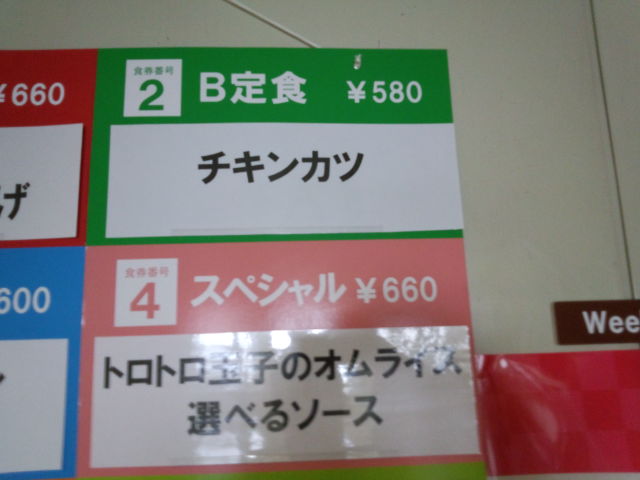 ¥660
げ
食券番号
2
B定食 ¥580
チキンカツ
600
食券番号
4
スペシャル ¥660
トロトロ玉子のオムライス
選べるソース
Wee